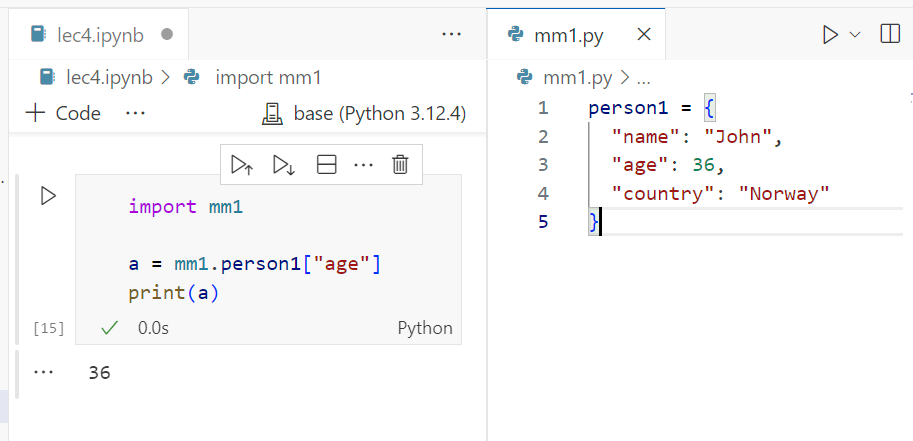 lec4.ipynb
lec4.ipynb > import mm1
+ Code ... base (Python 3.12.4)
import mm1
a = mm1.person1["age"]
print(a)
[15] ✓ 0.0s Python
... 36
mm1.py ×
mm1.py > ...
1 person1 = {
2 "name": "John",
3 "age": 36,
4 "country": "Norway"
5 }